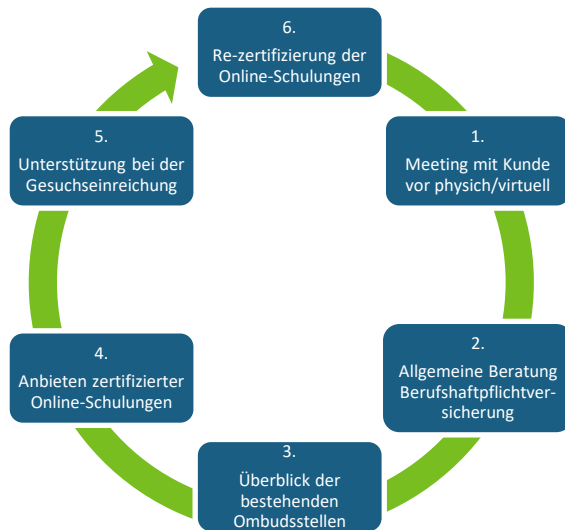 6.
Re-zertifizierung der
Online-Schulungen
1.
Meeting mit Kunde
vor physich/virtuell
2.
Allgemeine Beratung
Berufshaftpflichtver-
sicherung
3.
Überblick der
bestehenden
Ombudsstellen
4.
Anbieten zertifizierter
Online-Schulungen
5.
Unterstützung bei der
Gesuchseinreichung